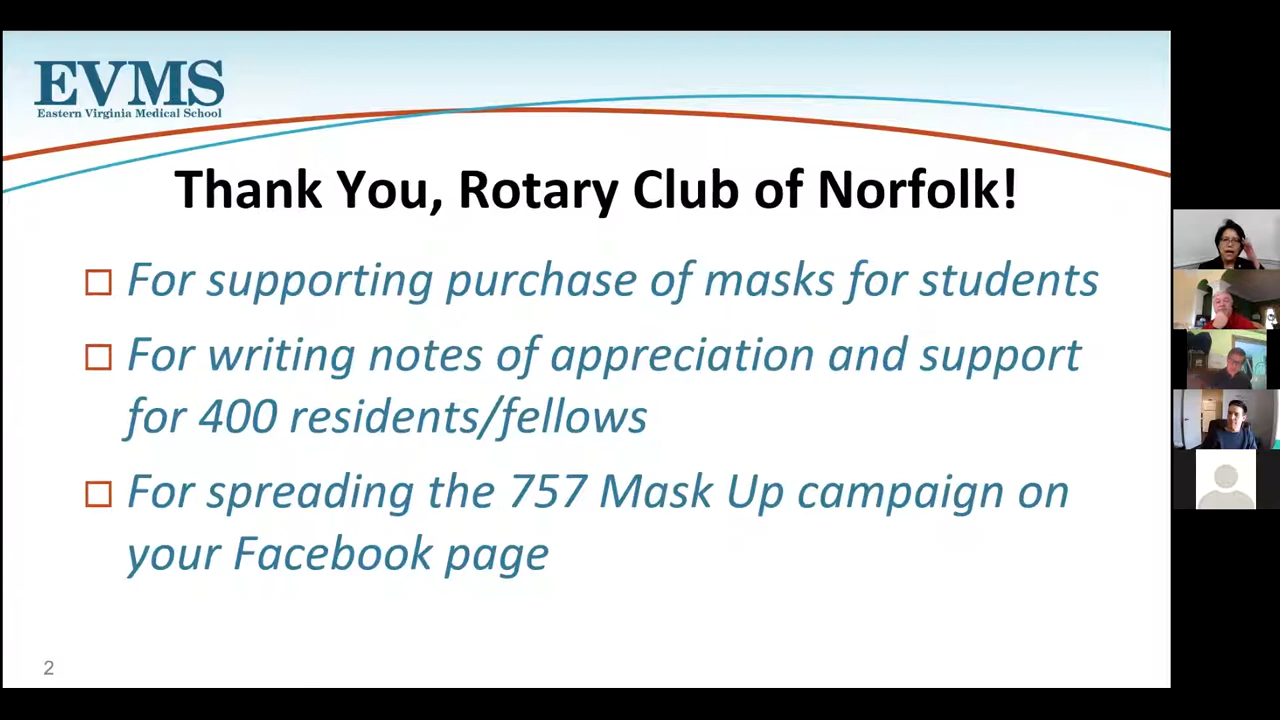 EVMS
Eastern Virginia Medical School
Thank You, Rotary Club of Norfolk!
For supporting purchase of masks for students
For writing notes of appreciation and support
for 400 residents/fellows
For spreading the 757 Mask Up campaign on
your Facebook page
2